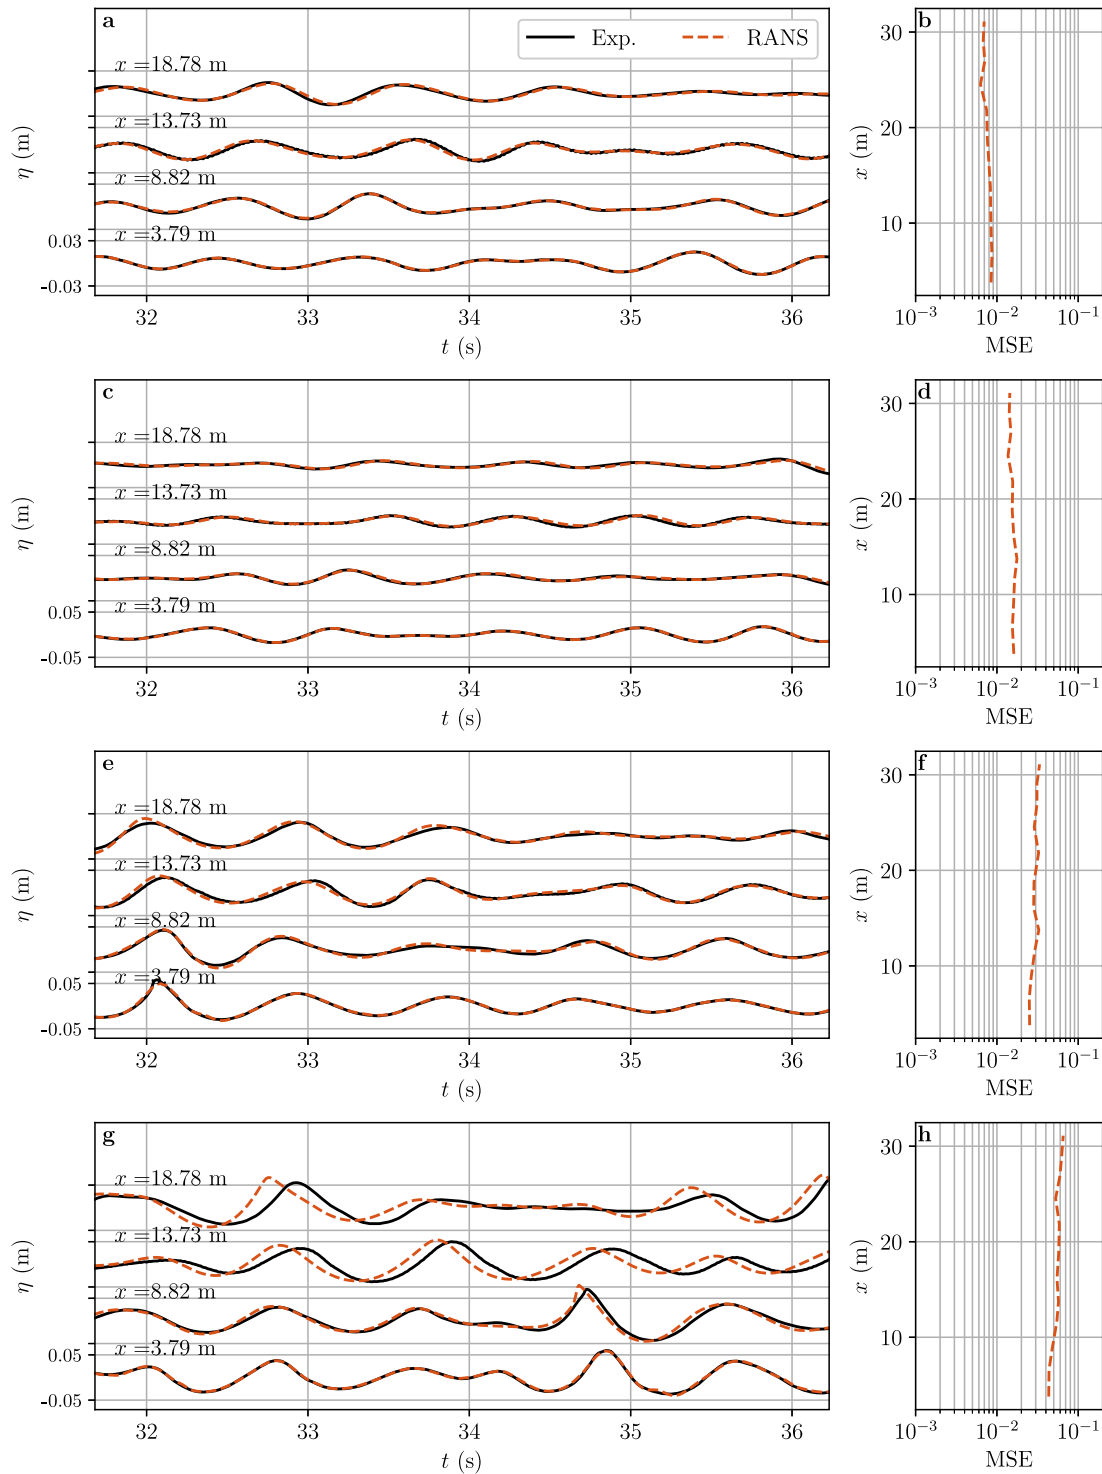 a
Exp.
RANS
x =18.78 m
x =13.73 m
x =8.82 m
x =3.79 m
0.03
-0.03
η (m)
32 33 34 35 36
t (s)
b
30
20
10
x (m)
10⁻³ 10⁻² 10⁻¹
MSE
c
x =18.78 m
x =13.73 m
x =8.82 m
x =3.79 m
0.05
-0.05
η (m)
32 33 34 35 36
t (s)
d
30
20
10
x (m)
10⁻³ 10⁻² 10⁻¹
MSE
e
x =18.78 m
x =13.73 m
x =8.82 m
x =3.79 m
0.05
-0.05
η (m)
32 33 34 35 36
t (s)
f
30
20
10
x (m)
10⁻³ 10⁻² 10⁻¹
MSE
g
x =18.78 m
x =13.73 m
x =8.82 m
x =3.79 m
0.05
-0.05
η (m)
32 33 34 35 36
t (s)
h
30
20
10
x (m)
10⁻³ 10⁻² 10⁻¹
MSE